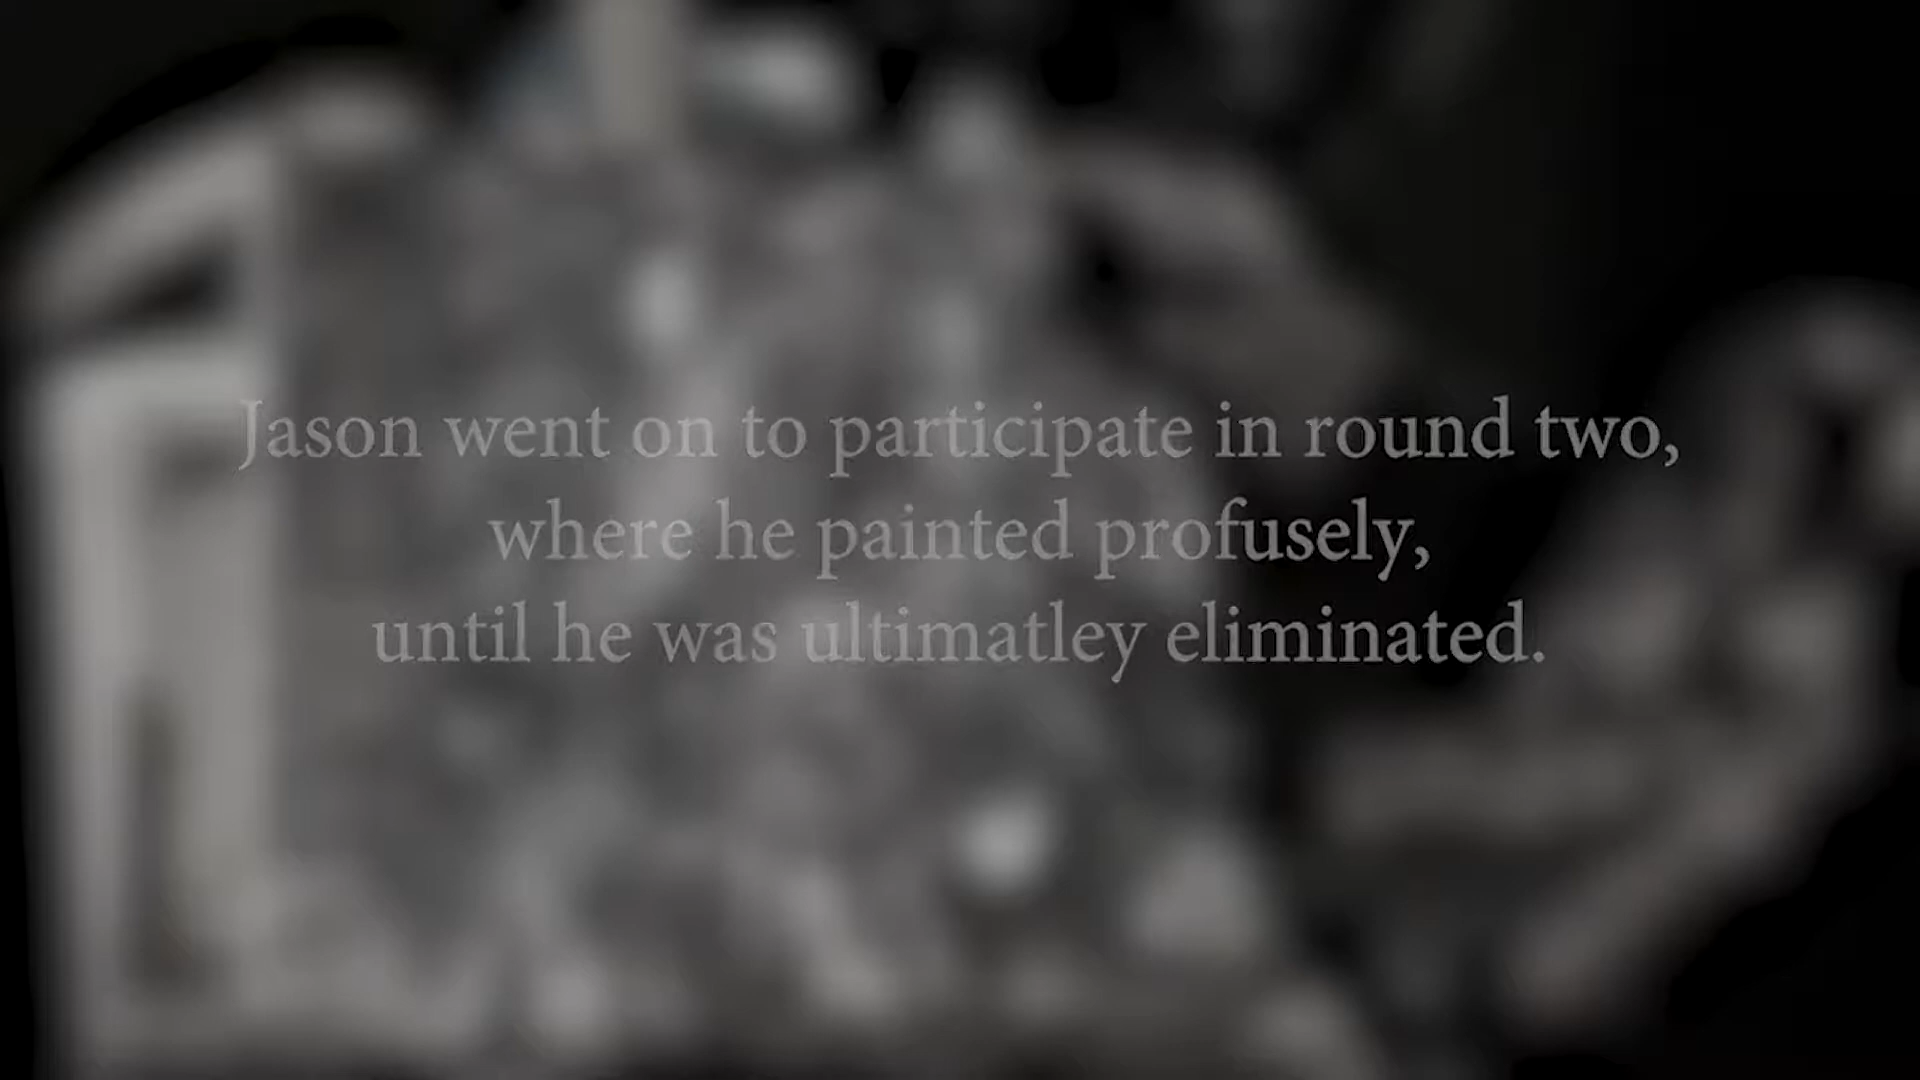 Jason went on to participate in round two,
where he painted profusely,
until he was ultimatley eliminated.